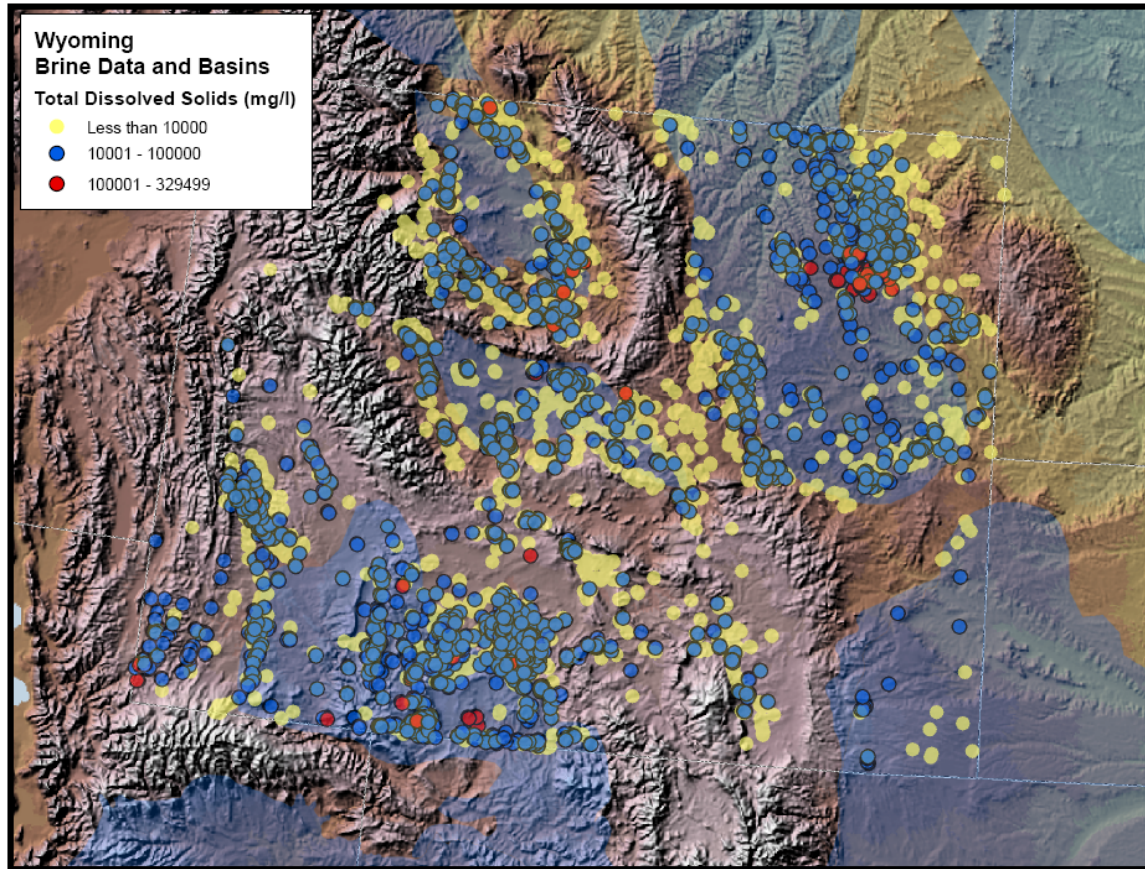 Wyoming
Brine Data and Basins
Total Dissolved Solids (mg/l)
Less than 10000
10001 - 100000
100001 - 329499